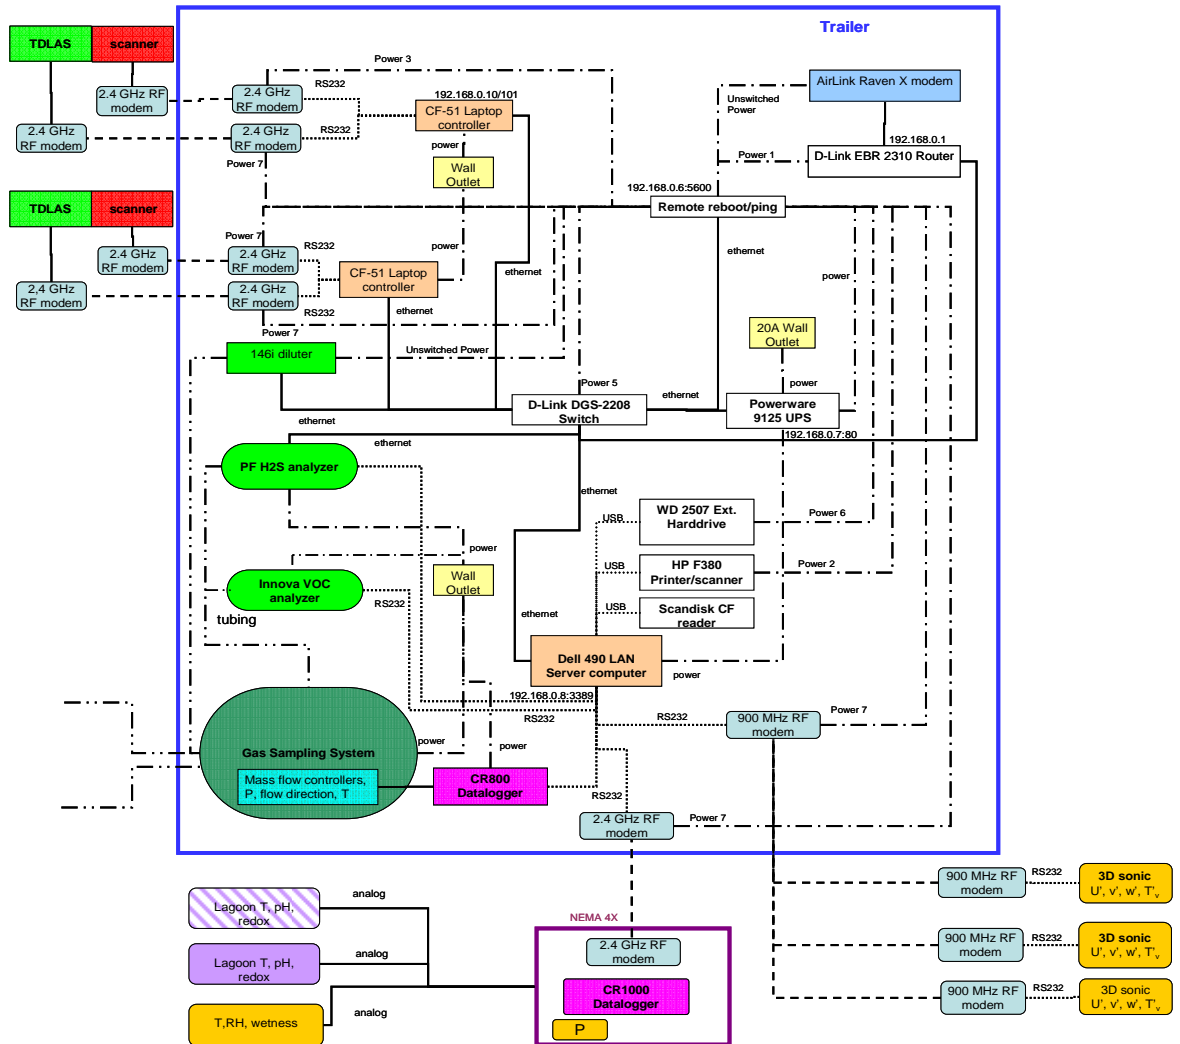 Trailer
TDLAS
scanner
Power 3
RS232
AirLink Raven X modem
2.4 GHz RF
modem
2.4 GHz
RF modem
192.168.0.10/101
CF-51 Laptop
controller
Unswitched
Power
2.4 GHz
RF modem
2.4 GHz
RF modem
RS232
192.168.0.1
power
Power 1
D-Link EBR 2310 Router
Power 7
Wall
Outlet
192.168.0.6:5600
TDLAS
scanner
Remote reboot/ping
Power 7
2.4 GHz
RF modem
2.4 GHz
RF modem
RS232
power
ethernet
CF-51 Laptop
controller
ethernet
power
2,4 GHz
RF modem
2.4 GHz
RF modem
RS232
ethernet
Power 7
20A Wall
Outlet
146i diluter
Unswitched Power
Power 5
power
ethernet
D-Link DGS-2208
Switch
Powerware
9125 UPS
ethernet
ethernet
192.168.0.7:80
PF H2S analyzer
ethernet
WD 2507 Ext.
Harddrive
USB
Power 6
power
HP F380
Printer/scanner
USB
Power 2
Innova VOC
analyzer
Wall
Outlet
RS232
Scandisk CF
reader
USB
ethernet
tubing
Dell 490 LAN
Server computer
power
192.168.0.8:3389
RS232
RS232
900 MHz RF
modem
Power 7
Gas Sampling System
power
power
Mass flow controllers,
P, flow direction, T
CR800
Datalogger
RS232
2.4 GHz RF
modem
Power 7
900 MHz RF
modem
RS232
3D sonic
U', v', w', T'v
Lagoon T, pH,
redox
analog
NEMA 4X
2.4 GHz RF
modem
900 MHz RF
modem
RS232
3D sonic
U', v', w', T'v
Lagoon T, pH,
redox
analog
CR1000
Datalogger
900 MHz RF
modem
RS232
3D sonic
U', v', w', T'v
T,RH, wetness
analog
P